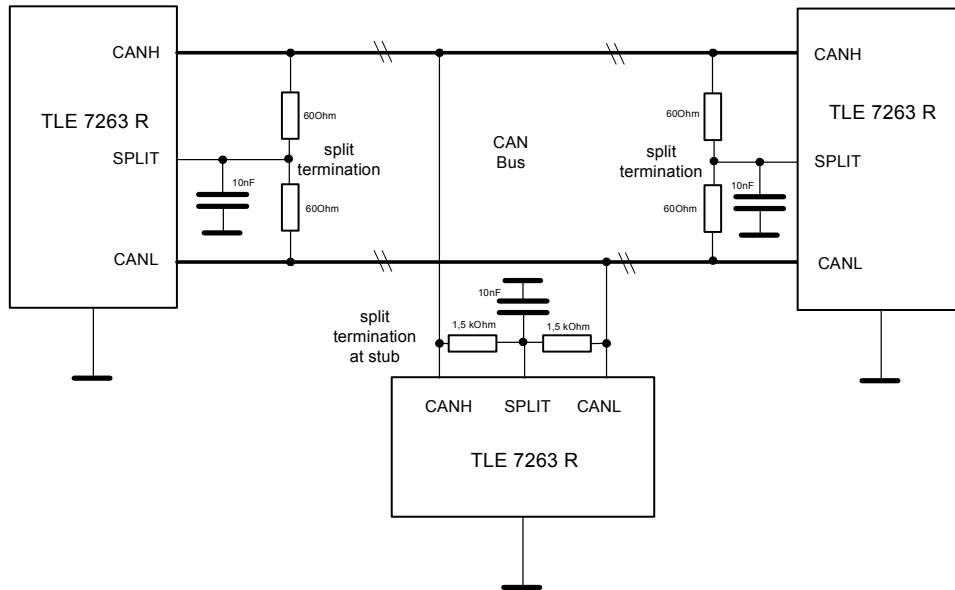 CANH
TLE 7263 R
SPLIT
CANL
60Ohm
split
termination
10nF
60Ohm
CAN
Bus
60Ohm
split
termination
10nF
60Ohm
CANH
TLE 7263 R
SPLIT
CANL
split
termination
at stub
10nF
1,5 kOhm
1,5 kOhm
CANH SPLIT CANL
TLE 7263 R